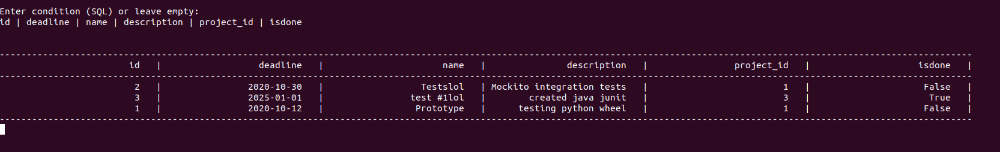 Enter condition (SQL) or leave empty:
id | deadline | name | description | project_id | isdone
--------------------------------------------------------------------------------------------------------------------------------------------------------------------------------------
id | deadline | name | description | project_id | isdone |
--------------------------------------------------------------------------------------------------------------------------------------------------------------------------------------
2 | 2020-10-30 | Testslol | Mockito integration tests | 1 | False |
3 | 2025-01-01 | test #1lol | created java junit | 3 | True |
1 | 2020-10-12 | Prototype | testing python wheel | 1 | False |
--------------------------------------------------------------------------------------------------------------------------------------------------------------------------------------